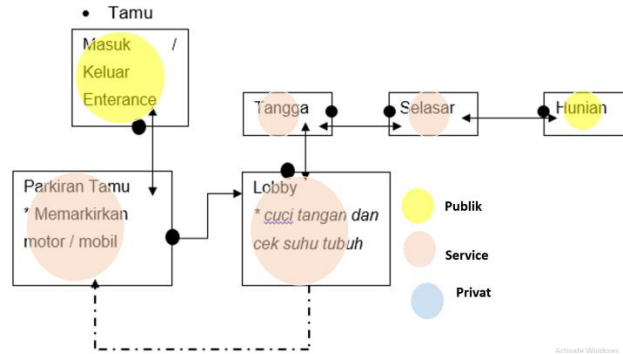 • Tamu
Masuk /
Keluar
Enterance
Tangga
Selasar
Hunian
Parkiran Tamu
* Memarkirkan
motor / mobil
Lobby
* cuci tangan dan
cek suhu tubuh
Publik
Service
Privat
Activate Windows